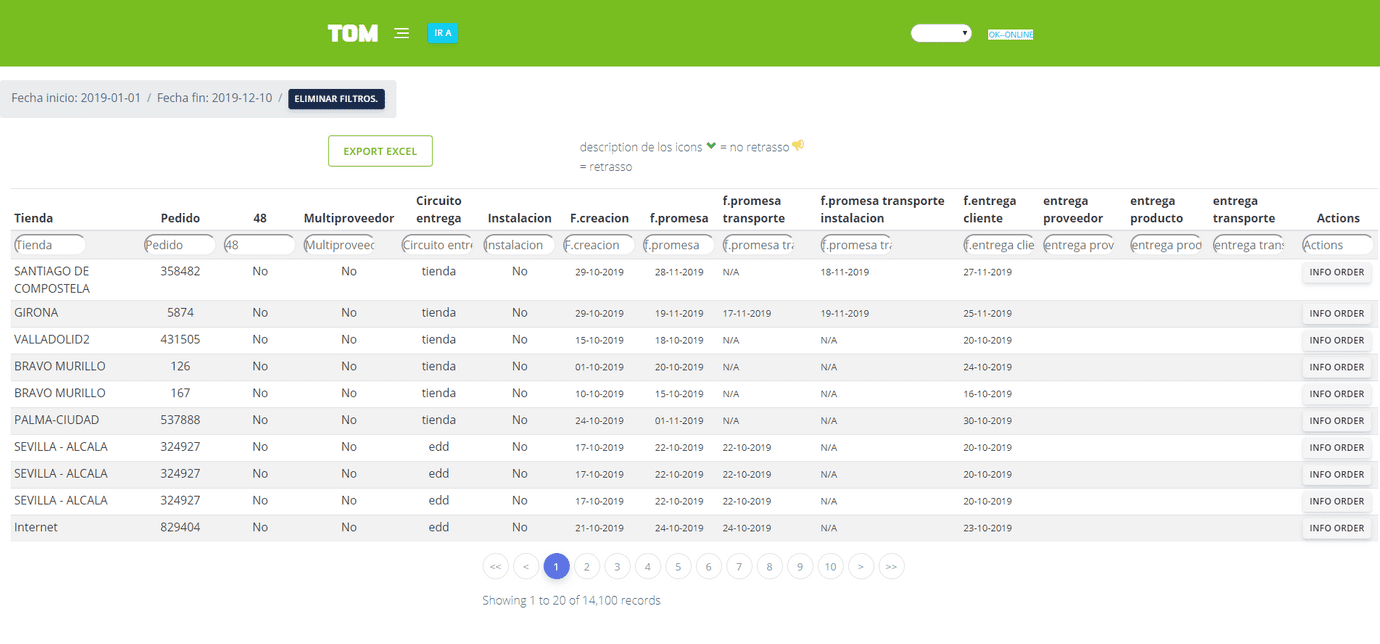 TOM
IR A
OK--ONLINE
Fecha inicio: 2019-01-01 / Fecha fin: 2019-12-10 / ELIMINAR FILTROS.
EXPORT EXCEL
description de los icons = no retrasso
= retrasso
Tienda Pedido 48 Multiproveedor Circuito entrega Instalacion F.creacion f.promesa f.promesa transporte f.promesa transporte instalacion f.entrega cliente entrega proveedor entrega producto entrega transporte Actions
Tienda Pedido 48 Multiproveec Circuito entre Instalacion F.creacion f.promesa f.promesa tra f.promesa tra f.entrega clie entrega prov entrega prod entrega trans Actions
SANTIAGO DE COMPOSTELA 358482 No No tienda No 29-10-2019 28-11-2019 N/A 18-11-2019 27-11-2019 INFO ORDER
GIRONA 5874 No No tienda No 29-10-2019 19-11-2019 17-11-2019 19-11-2019 25-11-2019 INFO ORDER
VALLADOLID2 431505 No No tienda No 15-10-2019 18-10-2019 N/A N/A 20-10-2019 INFO ORDER
BRAVO MURILLO 126 No No tienda No 01-10-2019 20-10-2019 N/A N/A 24-10-2019 INFO ORDER
BRAVO MURILLO 167 No No tienda No 10-10-2019 15-10-2019 N/A N/A 16-10-2019 INFO ORDER
PALMA-CIUDAD 537888 No No tienda No 24-10-2019 01-11-2019 N/A N/A 30-10-2019 INFO ORDER
SEVILLA - ALCALA 324927 No No edd No 17-10-2019 22-10-2019 22-10-2019 N/A 20-10-2019 INFO ORDER
SEVILLA - ALCALA 324927 No No edd No 17-10-2019 22-10-2019 22-10-2019 N/A 20-10-2019 INFO ORDER
SEVILLA - ALCALA 324927 No No edd No 17-10-2019 22-10-2019 22-10-2019 N/A 20-10-2019 INFO ORDER
Internet 829404 No No edd No 21-10-2019 24-10-2019 24-10-2019 N/A 23-10-2019 INFO ORDER
<< < 1 2 3 4 5 6 7 8 9 10 > >>
Showing 1 to 20 of 14,100 records